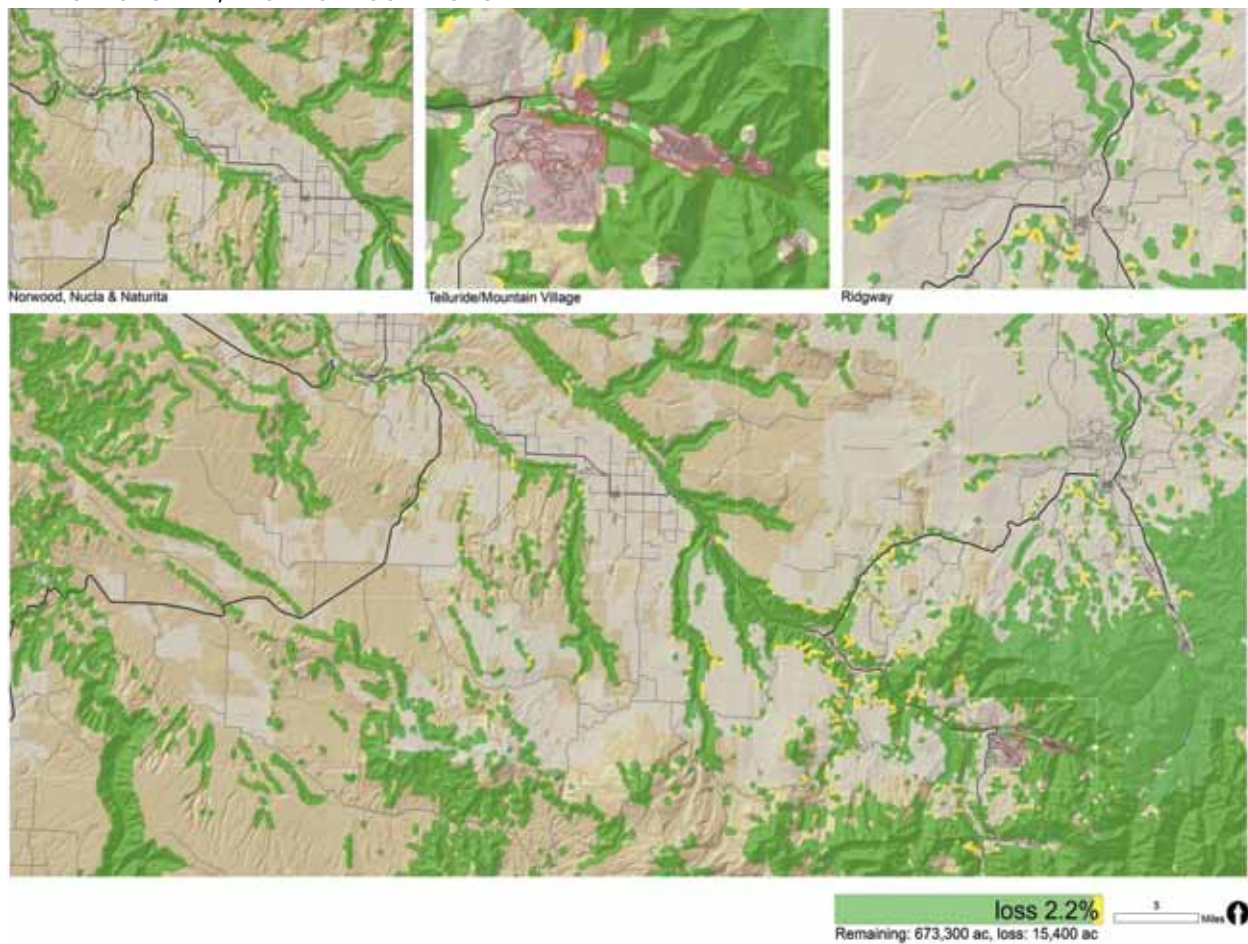 Norwood, Nucla & Naturita
Telluride/Mountain Village
Ridgway
loss 2.2%
Remaining: 673,300 ac, loss: 15,400 ac
Miles